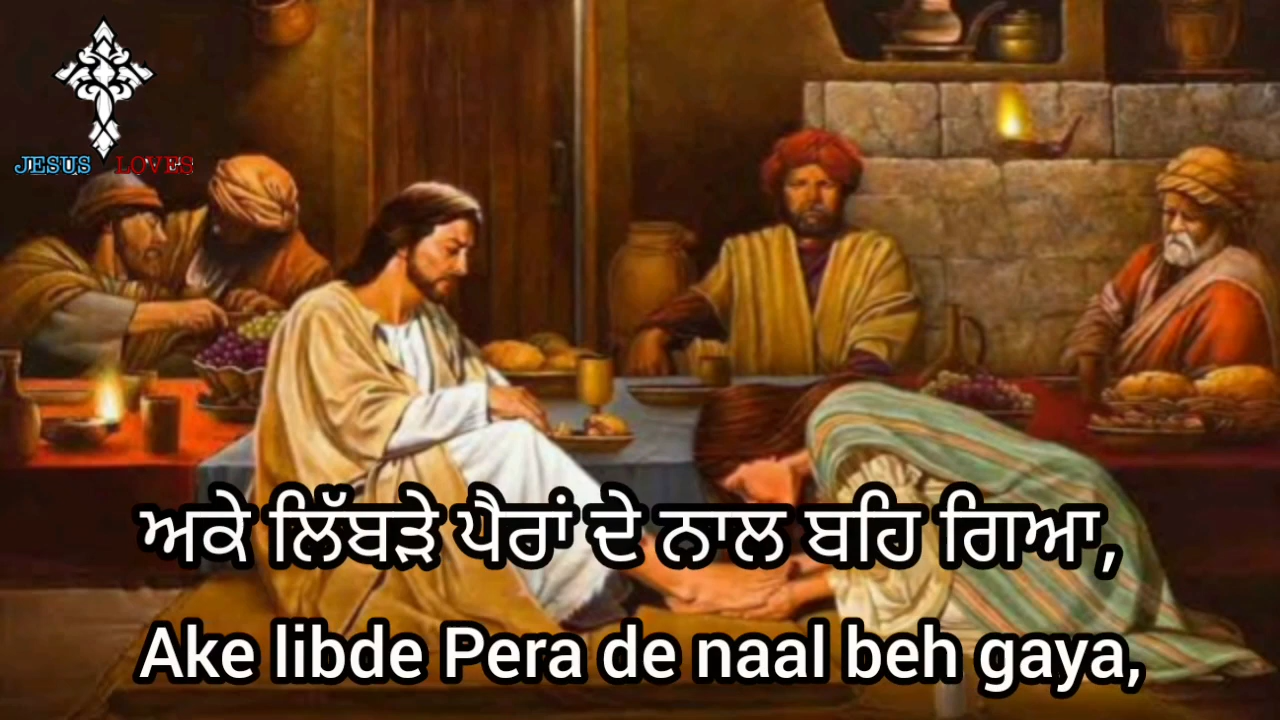 JESUS LOVES
ਅਕੇ ਲਿੱਬੜੇ ਪੈਰਾਂ ਦੇ ਨਾਲ ਬਹਿ ਗਿਆ,
Ake libde Pera de naal beh gaya,